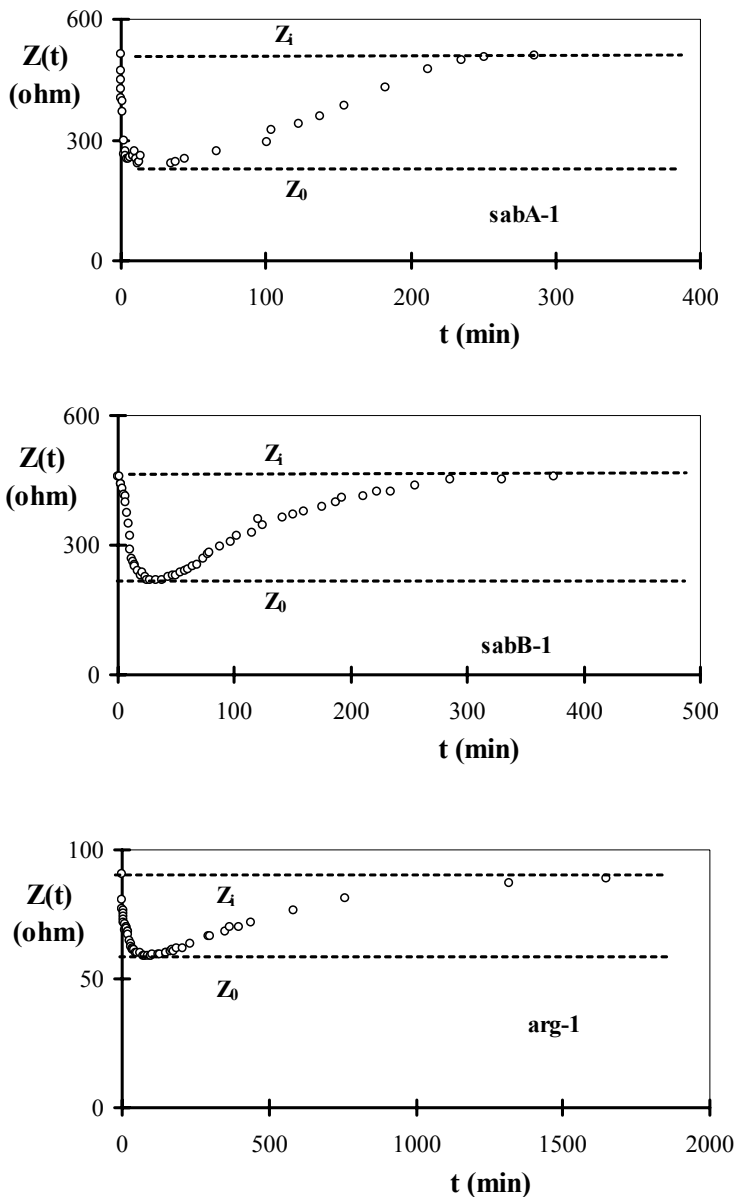 600
Zi
Z(t)
(ohm)
300
Z0
sabA-1
0
0 100 200 300 400
t (min)
600
Zi
Z(t)
(ohm)
300
Z0
sabB-1
0
0 100 200 300 400 500
t (min)
100
Z(t)
Zi
(ohm)
50
Z0
arg-1
0
0 500 1000 1500 2000
t (min)